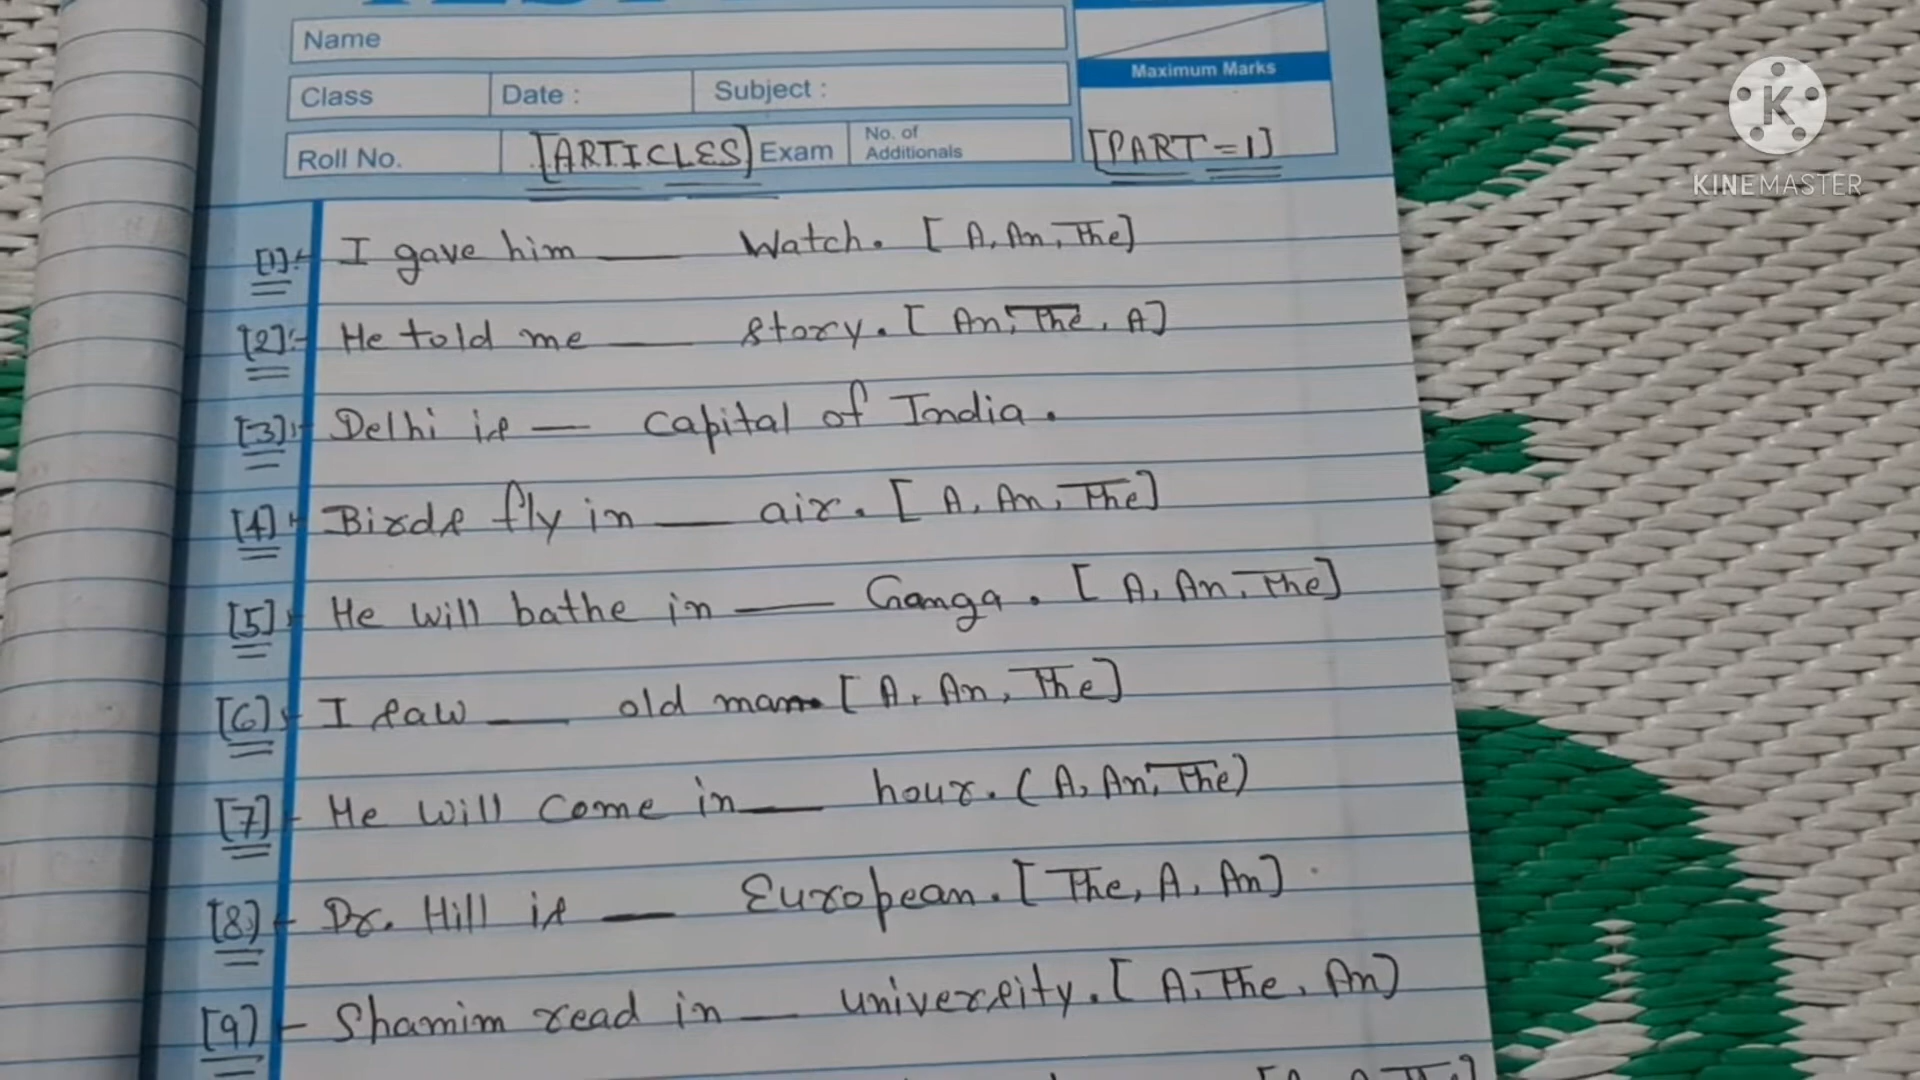 Name
Class Date : Subject :
Maximum Marks
Roll No. [ARTICLES] Exam No. of Additionals [PART-1]
KINEMASTER
[1]:- I gave him ___ Watch. [A, An, The]
[2]:- He told me ___ story. [An, The, A]
[3]:- Delhi is ___ capital of India.
[4]:- Birds fly in ___ air. [A, An, The]
[5]:- He will bathe in ___ Ganga. [A, An, The]
[6]:- I saw ___ old man [A, An, The]
[7]:- He will come in ___ hour. (A, An, The)
[8]:- Dr. Hill is ___ European. [The, A, An]
[9]:- Shamim read in ___ university. [A, The, An]